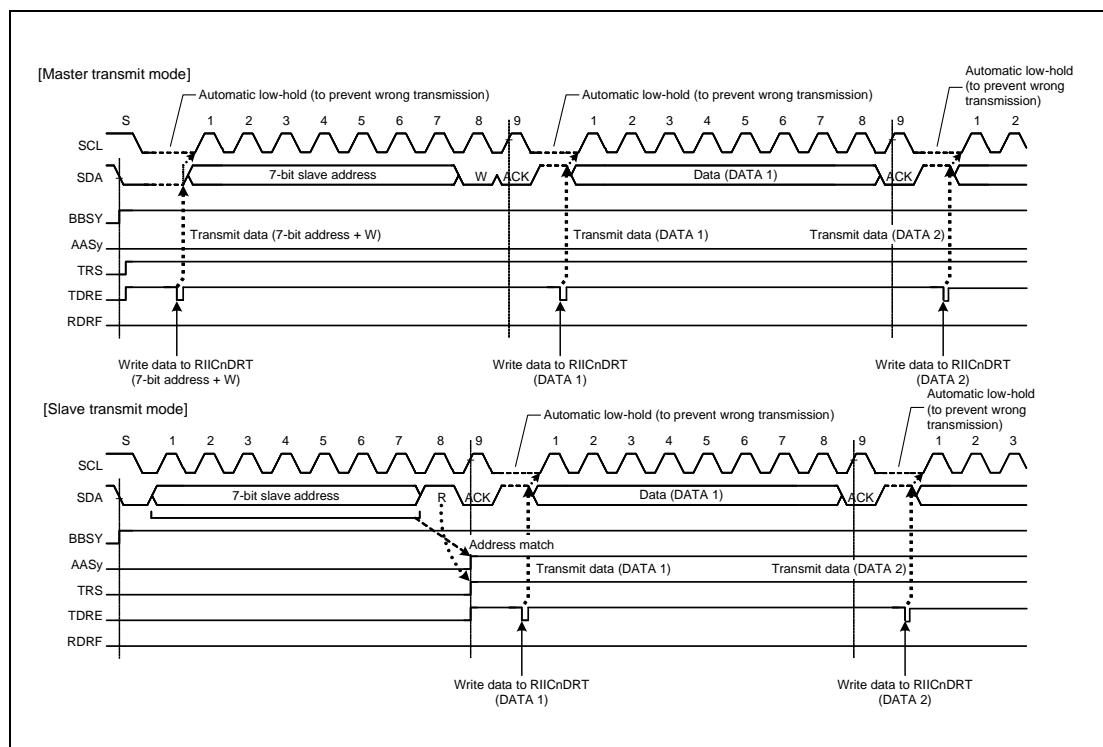 [Master transmit mode]
Automatic low-hold (to prevent wrong transmission)
Automatic low-hold (to prevent wrong transmission)
Automatic low-hold
(to prevent wrong
transmission)
S 1 2 3 4 5 6 7 8 9 1 2 3 4 5 6 7 8 9 1 2
SCL
SDA 7-bit slave address W ACK Data (DATA 1) ACK
BBSY
Transmit data (7-bit address + W) Transmit data (DATA 1) Transmit data (DATA 2)
AASy
TRS
TDRE
RDRF
Write data to RIICnDRT
(7-bit address + W)
Write data to RIICnDRT
(DATA 1)
Write data to RIICnDRT
(DATA 2)
[Slave transmit mode]
Automatic low-hold (to prevent wrong transmission)
Automatic low-hold
(to prevent wrong
transmission)
S 1 2 3 4 5 6 7 8 9 1 2 3 4 5 6 7 8 9 1 2 3
SCL
SDA 7-bit slave address R ACK Data (DATA 1) ACK
BBSY
Address match
AASy
Transmit data (DATA 1) Transmit data (DATA 2)
TRS
TDRE
RDRF
Write data to RIICnDRT
(DATA 1)
Write data to RIICnDRT
(DATA 2)